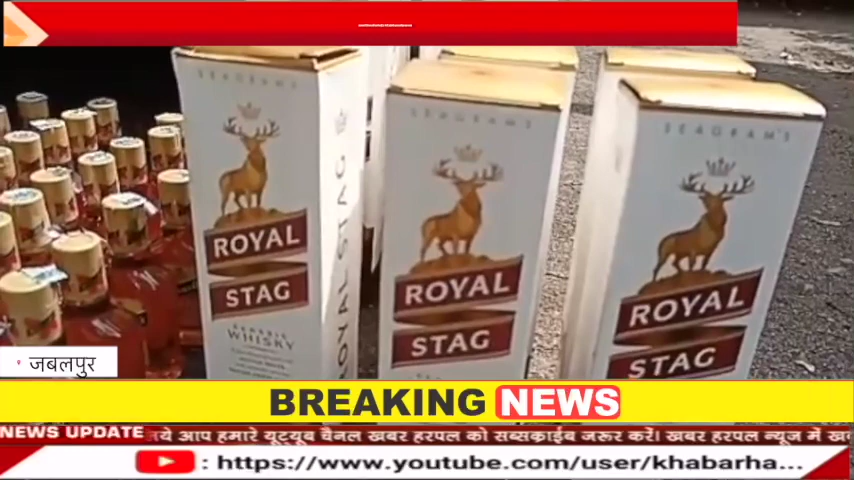 SEAGRAM'S
ROYAL
STAG
WHISKY
ROYAL STAG
SEAGRAM'S
ROYAL
STAG
SEAGRAM'S
ROYAL
STAG
जबलपुर
BREAKING NEWS
NEWS UPDATE
आप हमारे यूट्यूब चैनल खबर हरपल को सब्सक्राईब जरूर करें। खबर हरपल न्यूज में
: https://www.youtube.com/user/khabarha...